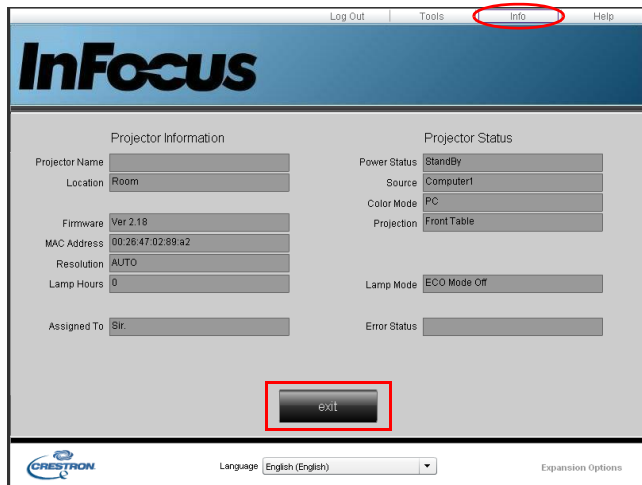 Log Out Tools Info Help
InFocus
Projector Information Projector Status
Projector Name Power Status StandBy
Location Room Source Computer1
Color Mode PC
Firmware Ver 2.18 Projection Front Table
MAC Address 00:26:47:02:89:a2
Resolution AUTO
Lamp Hours 0 Lamp Mode ECO Mode Off
Assigned To Sir. Error Status
exit
CRESTRON Language English (English) Expansion Options